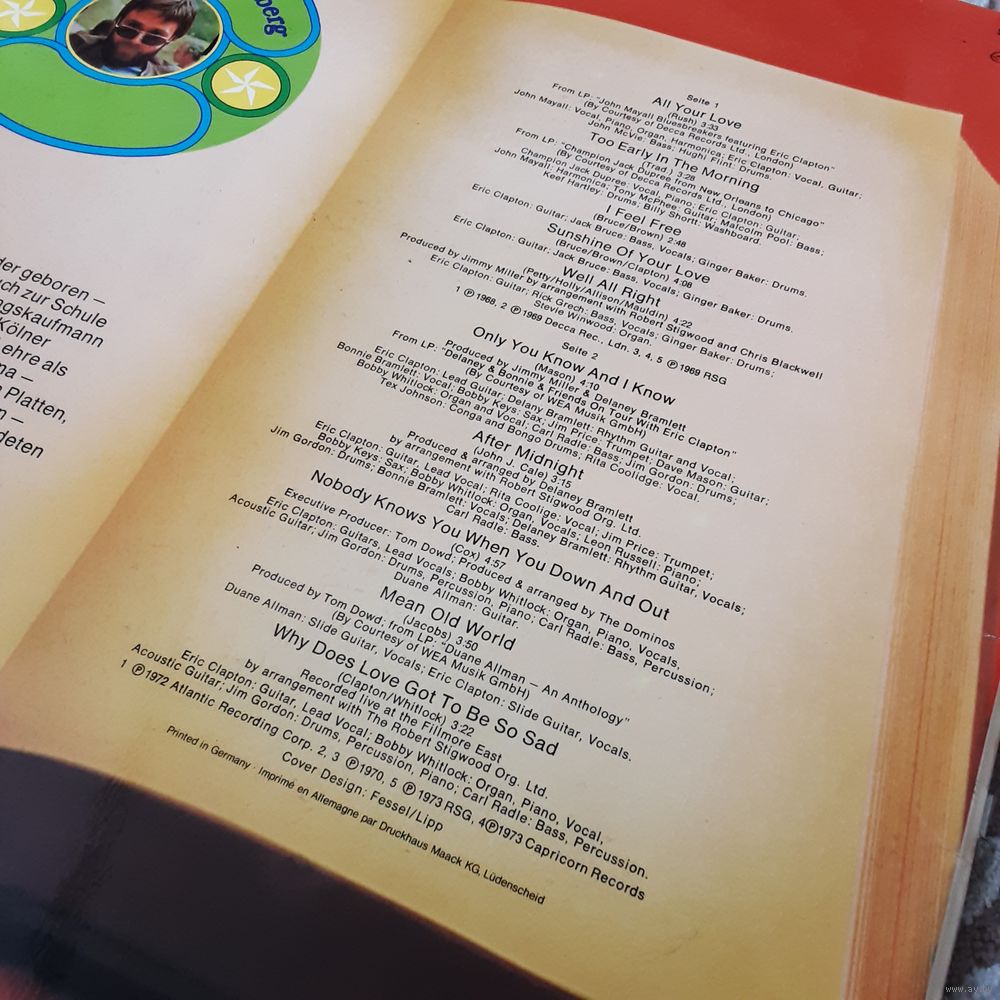 berg
der geboren –
uch zur Schule
ngskaufmann
Kölner
Lehre als
na –
Platten,
n –
deten
Seite 1
All Your Love
(Rush) 3:33
From LP: "John Mayall Bluesbreakers featuring Eric Clapton"
(By Courtesy of Decca Records Ltd., London)
John Mayall: Vocal, Piano, Organ, Harmonica; Eric Clapton: Vocal, Guitar;
John McVie: Bass; Hugh Flint: Drums.
Too Early In The Morning
(Trad.) 3:28
From LP: "Champion Jack Dupree from New Orleans to Chicago"
(By Courtesy of Decca Records Ltd., London)
Champion Jack Dupree: Vocal, Piano; Eric Clapton: Guitar;
John Mayall: Harmonica; Tony McPhee: Guitar; Malcolm Pool: Bass;
Keef Hartley: Drums; Billy Shortt: Washboard.
I Feel Free
(Bruce/Brown) 2:48
Eric Clapton: Guitar; Jack Bruce: Bass, Vocals; Ginger Baker: Drums.
Sunshine Of Your Love
(Bruce/Brown/Clapton) 4:08
Eric Clapton: Guitar; Jack Bruce: Bass, Vocals; Ginger Baker: Drums.
Well All Right
(Petty/Holly/Allison/Mauldin) 4:22
Produced by Jimmy Miller by arrangement with Robert Stigwood and Chris Blackwell
Eric Clapton: Guitar; Rick Grech: Bass, Vocals; Ginger Baker: Drums;
Stevie Winwood: Organ.
1 ℗ 1968, 2 ℗ 1969 Decca Rec., Ldn. 3, 4, 5 ℗ 1969 RSG
Seite 2
Only You Know And I Know
(Mason) 4:10
Produced by Jimmy Miller & Delaney Bramlett
From LP: "Delaney & Bonnie & Friends On Tour With Eric Clapton"
(By Courtesy of WEA Musik GmbH)
Eric Clapton: Lead Guitar; Delany Bramlett: Rhythm Guitar and Vocal;
Bonnie Bramlett: Vocal; Bobby Keys: Sax; Jim Price: Trumpet; Dave Mason: Guitar;
Bobby Whitlock: Organ and Vocal; Carl Radle: Bass; Jim Gordon: Drums;
Tex Johnson: Conga and Bongo Drums; Rita Coolidge: Vocal.
After Midnight
(John J. Cale) 3:15
Produced & arranged by Delaney Bramlett
by arrangement with Robert Stigwood Org. Ltd.
Eric Clapton: Guitar, Lead Vocal; Rita Coolige: Vocal; Jim Price: Trumpet;
Bobby Keys: Sax; Bobby Whitlock: Organ, Vocals; Leon Russell: Piano;
Jim Gordon: Drums; Bonnie Bramlett: Vocals; Delaney Bramlett: Rhythm Guitar, Vocals;
Carl Radle: Bass.
Nobody Knows You When You Down And Out
(Cox) 4:57
Executive Producer: Tom Dowd; Produced & arranged by The Dominos
Eric Clapton: Guitars, Lead Vocals; Bobby Whitlock: Organ, Piano, Vocals,
Acoustic Guitar; Jim Gordon: Drums, Percussion, Piano; Carl Radle: Bass, Percussion;
Duane Allman: Guitar.
Mean Old World
(Jacobs) 3:50
Produced by Tom Dowd; from LP: "Duane Allman – An Anthology"
(By Courtesy of WEA Musik GmbH)
Duane Allman: Slide Guitar, Vocals; Eric Clapton: Slide Guitar, Vocals.
Why Does Love Got To Be So Sad
(Clapton/Whitlock) 3:22
Recorded live at the Fillmore East
by arrangement with The Robert Stigwood Org. Ltd.
Eric Clapton: Guitar, Lead Vocal; Bobby Whitlock: Organ, Piano, Vocal,
Acoustic Guitar; Jim Gordon: Drums, Percussion, Piano; Carl Radle: Bass, Percussion.
1 ℗ 1972 Atlantic Recording Corp. 2, 3 ℗ 1970, 5 ℗ 1973 RSG, 4 ℗ 1973 Capricorn Records
Cover Design: Fessel/Lipp
Printed in Germany · Imprimé en Allemagne par Druckhaus Maack KG, Lüdenscheid